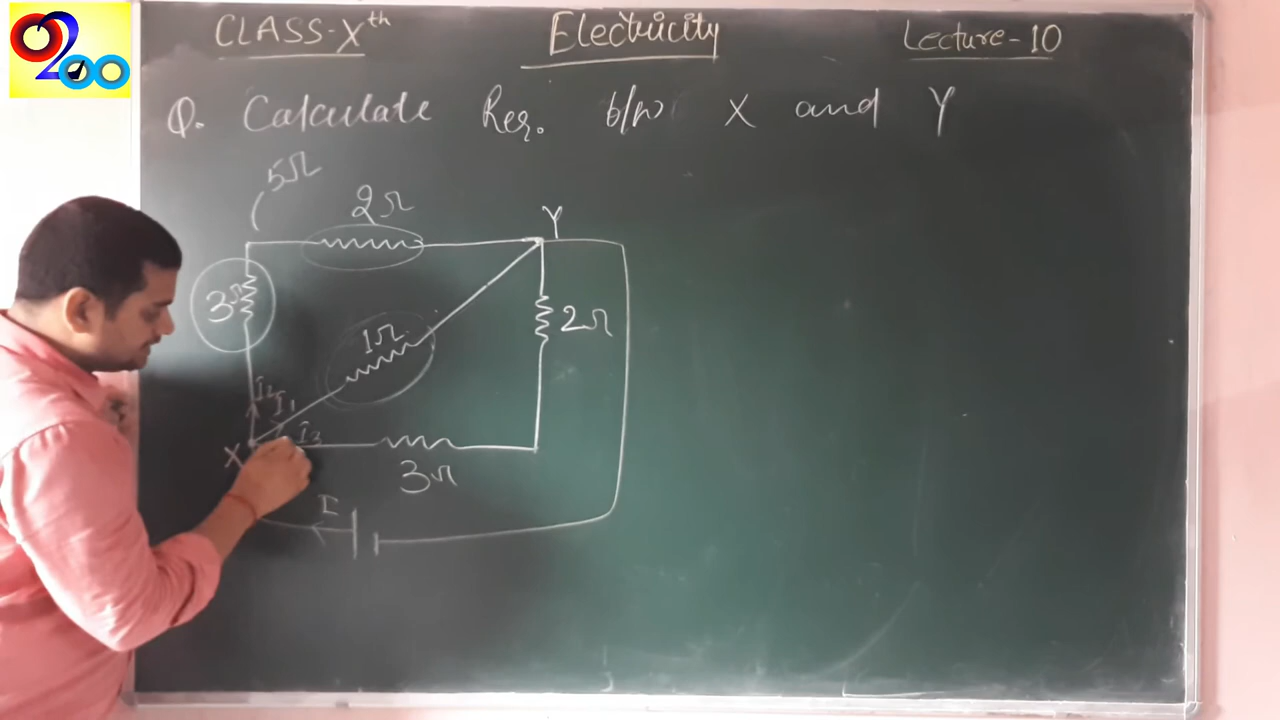 CLASS-Xth Electricity Lecture-10
Q. Calculate Req. b/w X and Y
5Ω
2Ω
Y
3Ω
1Ω
2Ω
I2
I1
I3
X
3Ω
I